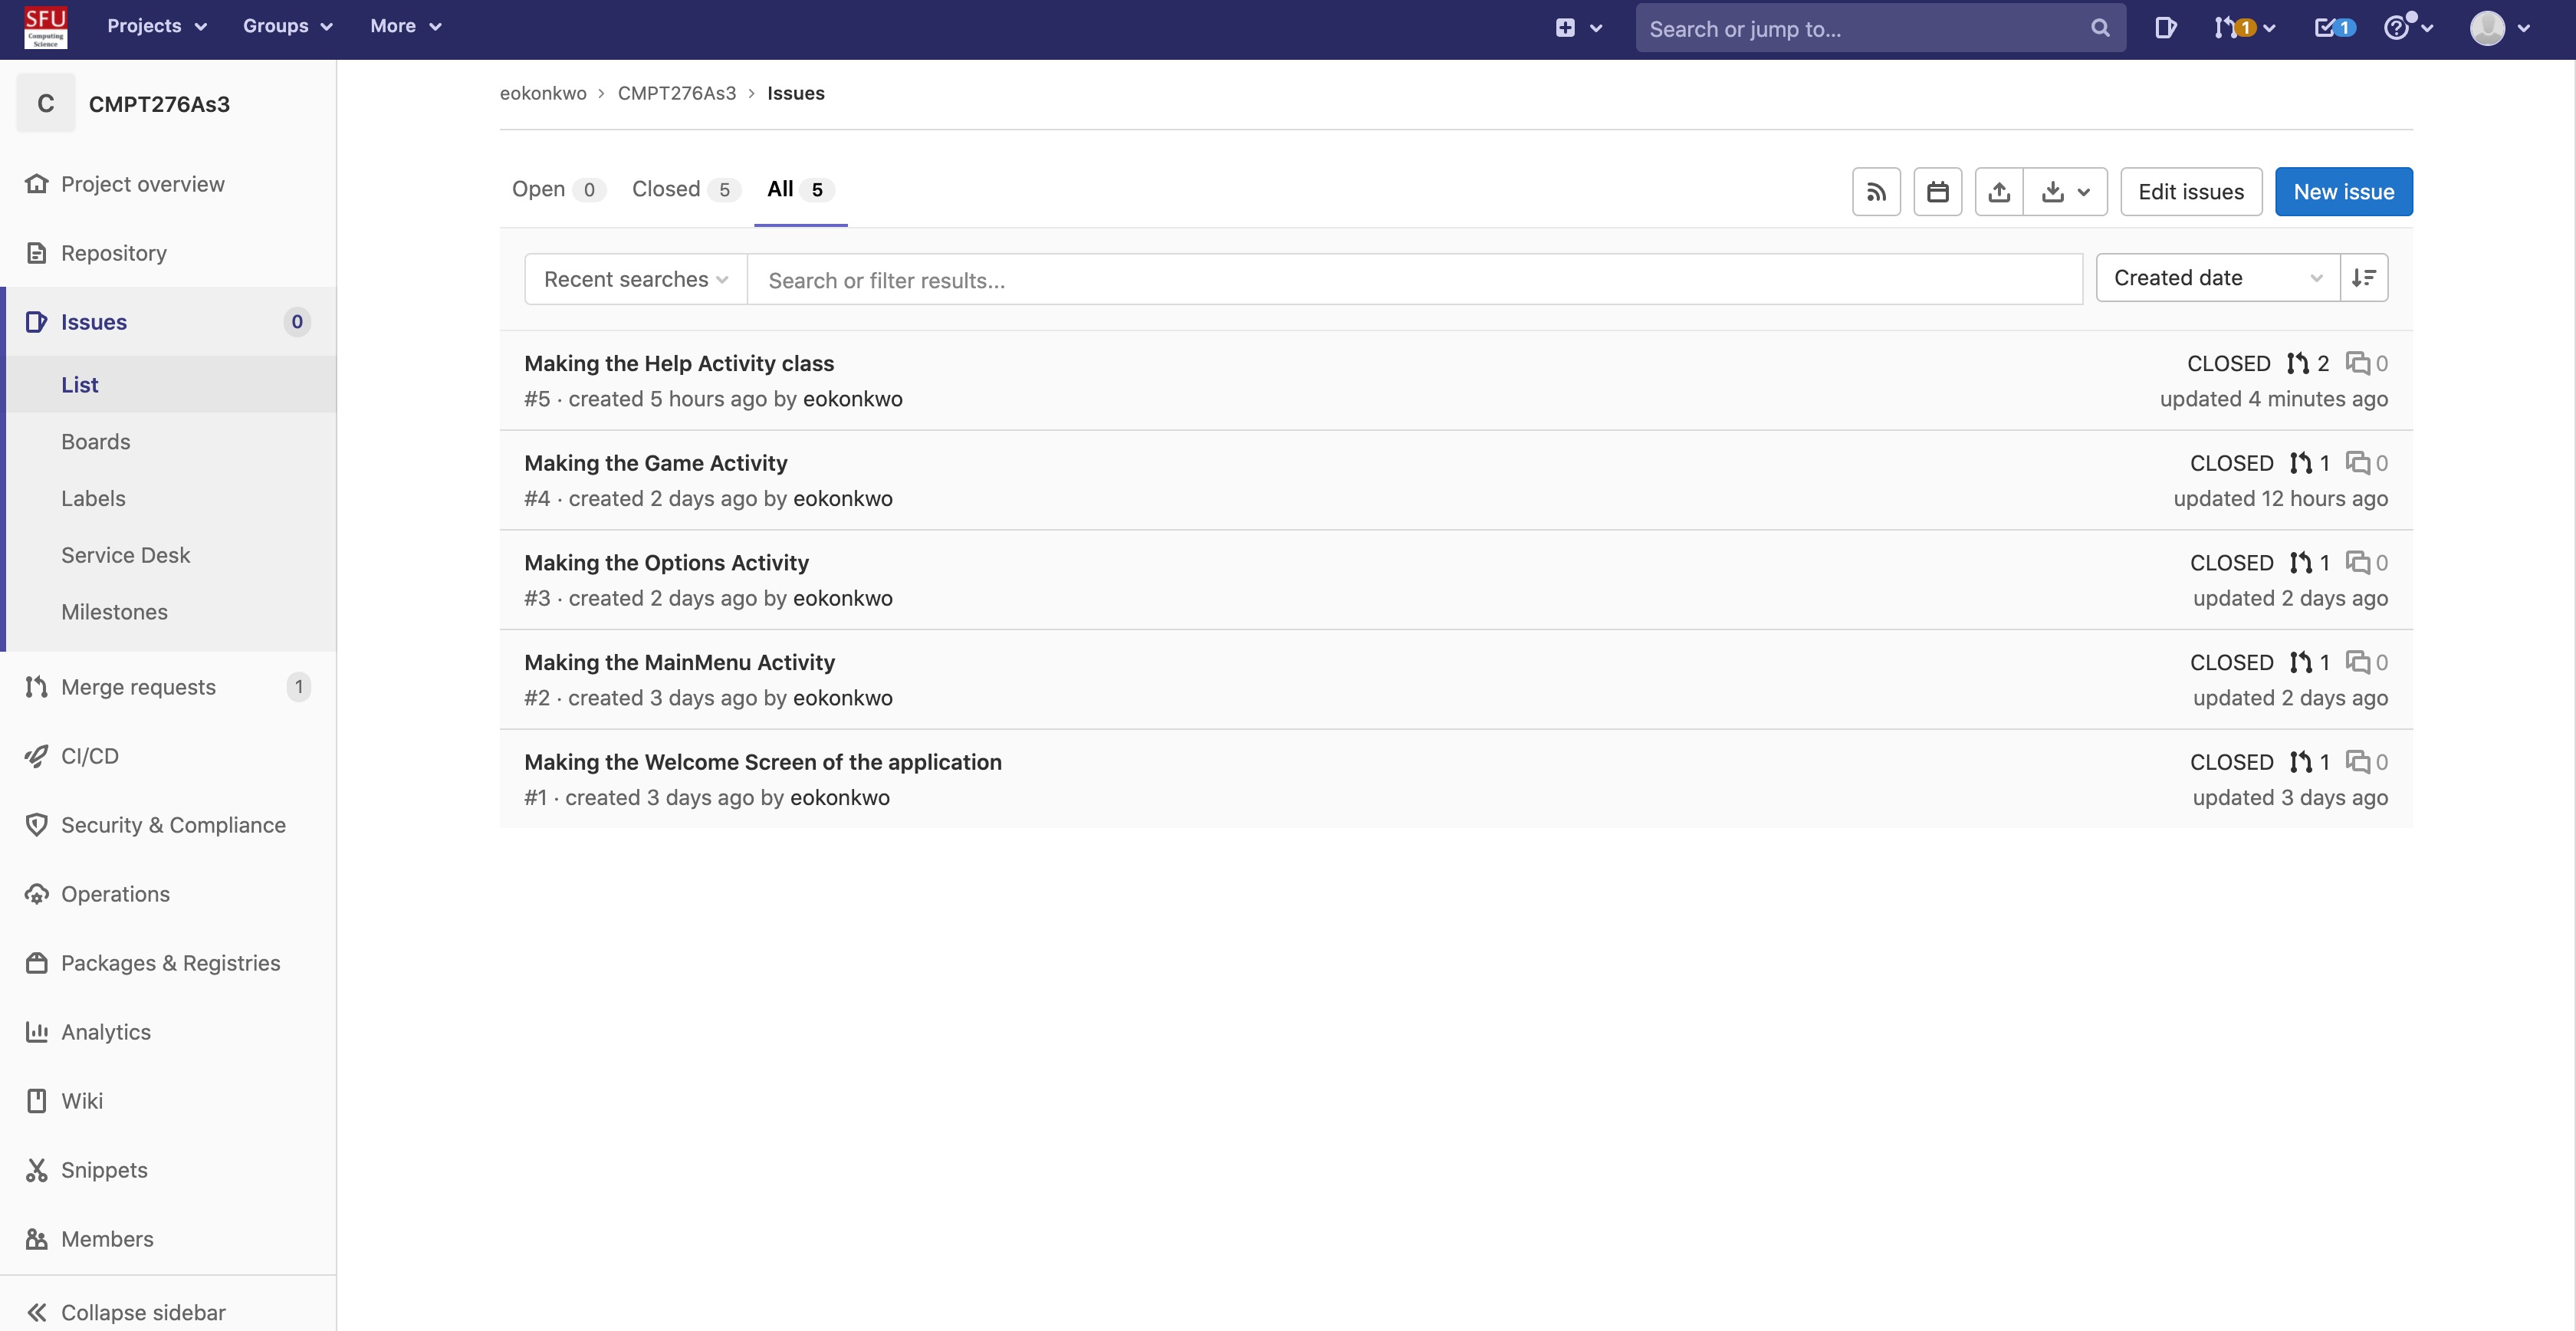 SFU
Computing
Science
Projects
Groups
More
Search or jump to...
1
1
C
CMPT276As3
Project overview
Repository
Issues 0
List
Boards
Labels
Service Desk
Milestones
Merge requests 1
CI/CD
Security & Compliance
Operations
Packages & Registries
Analytics
Wiki
Snippets
Members
Collapse sidebar
eokonkwo > CMPT276As3 > Issues
Open 0 Closed 5 All 5
Edit issues
New issue
Recent searches
Search or filter results...
Created date
Making the Help Activity class
CLOSED 2 0
#5 · created 5 hours ago by eokonkwo
updated 4 minutes ago
Making the Game Activity
CLOSED 1 0
#4 · created 2 days ago by eokonkwo
updated 12 hours ago
Making the Options Activity
CLOSED 1 0
#3 · created 2 days ago by eokonkwo
updated 2 days ago
Making the MainMenu Activity
CLOSED 1 0
#2 · created 3 days ago by eokonkwo
updated 2 days ago
Making the Welcome Screen of the application
CLOSED 1 0
#1 · created 3 days ago by eokonkwo
updated 3 days ago